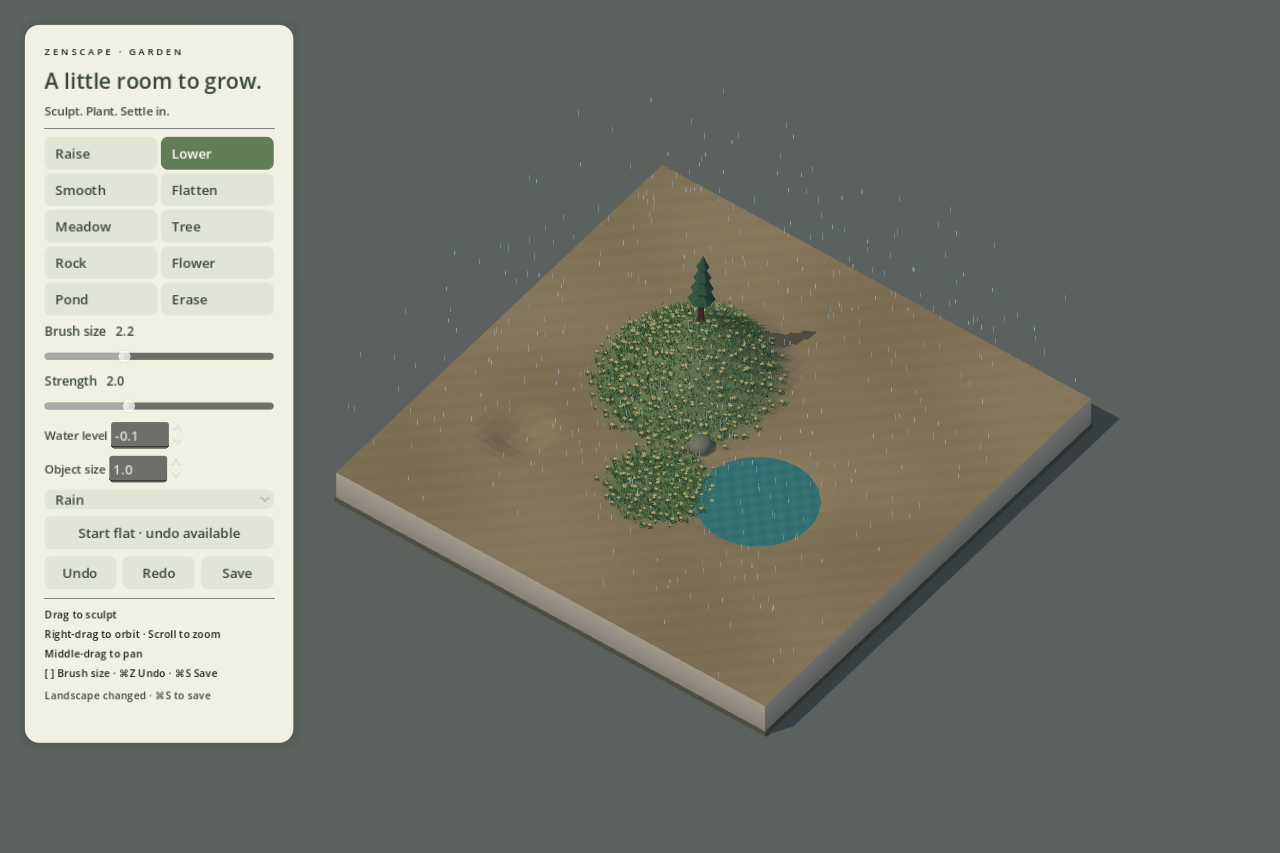 ZENSCAPE · GARDEN
A little room to grow.
Sculpt. Plant. Settle in.
Raise Lower
Smooth Flatten
Meadow Tree
Rock Flower
Pond Erase
Brush size 2.2
Strength 2.0
Water level -0.1
Object size 1.0
Rain
Start flat · undo available
Undo Redo Save
Drag to sculpt
Right-drag to orbit · Scroll to zoom
Middle-drag to pan
[ ] Brush size · ⌘Z Undo · ⌘S Save
Landscape changed · ⌘S to save